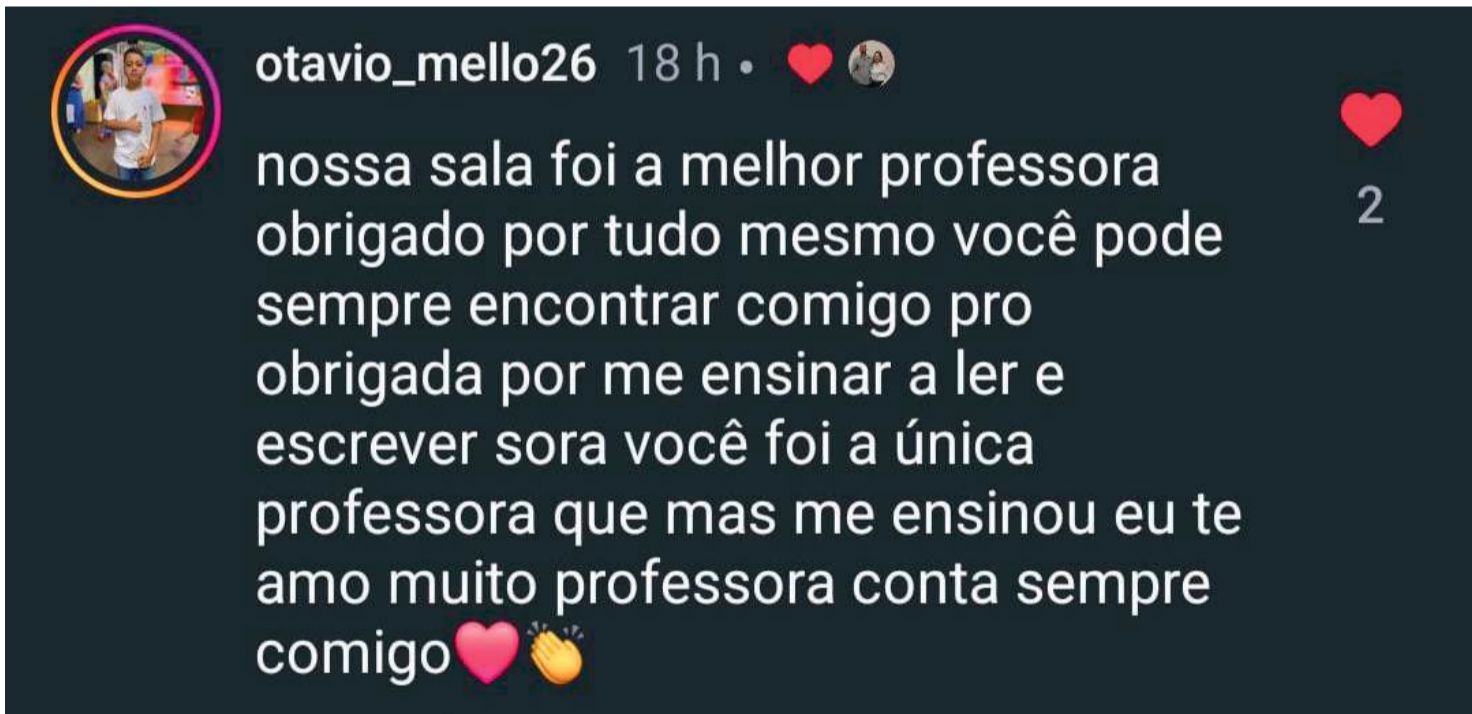 otavio_mello26 18 h •
nossa sala foi a melhor professora
obrigado por tudo mesmo você pode
sempre encontrar comigo pro
obrigada por me ensinar a ler e
escrever sora você foi a única
professora que mas me ensinou eu te
amo muito professora conta sempre
comigo❤️👏
2